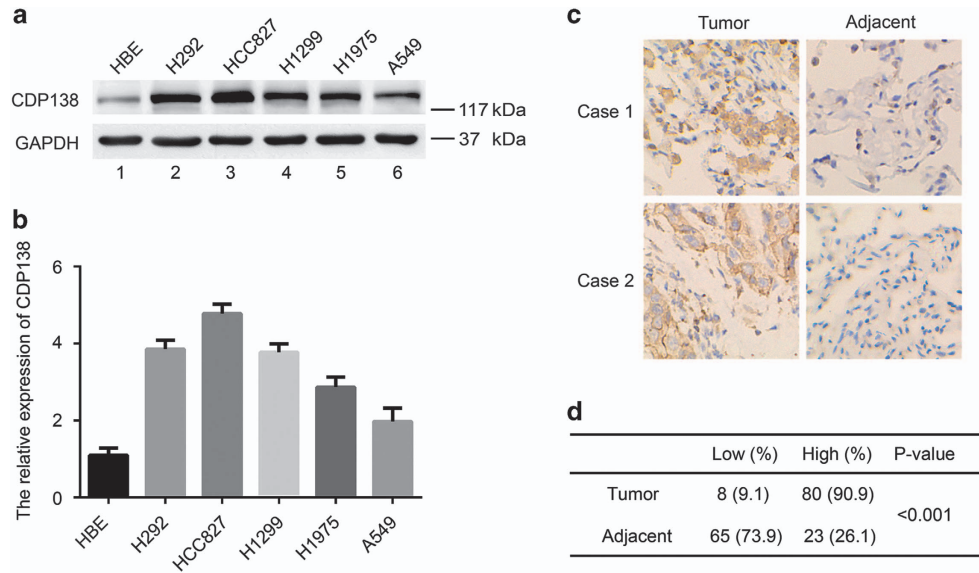 a
HBE H292 HCC827 H1299 H1975 A549
CDP138
117 kDa
GAPDH
37 kDa
1 2 3 4 5 6
b
The relative expression of CDP138
6
4
2
0
HBE H292 HCC827 H1299 H1975 A549
c
Tumor Adjacent
Case 1
Case 2
d
Low (%) High (%) P-value
Tumor 8 (9.1) 80 (90.9)
<0.001
Adjacent 65 (73.9) 23 (26.1)